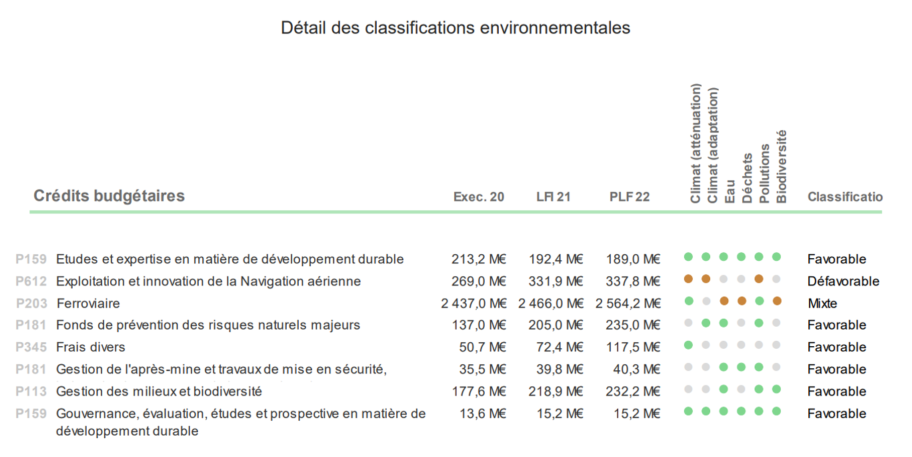 Détail des classifications environnementales
Crédits budgétaires Exec. 20 LFI 21 PLF 22 Climat (atténuation) Climat (adaptation) Eau Déchets Pollutions Biodiversité Classificatio
P159 Etudes et expertise en matière de développement durable 213,2 M€ 192,4 M€ 189,0 M€ Favorable
P612 Exploitation et innovation de la Navigation aérienne 269,0 M€ 331,9 M€ 337,8 M€ Défavorable
P203 Ferroviaire 2 437,0 M€ 2 466,0 M€ 2 564,2 M€ Mixte
P181 Fonds de prévention des risques naturels majeurs 137,0 M€ 205,0 M€ 235,0 M€ Favorable
P345 Frais divers 50,7 M€ 72,4 M€ 117,5 M€ Favorable
P181 Gestion de l'après-mine et travaux de mise en sécurité, 35,5 M€ 39,8 M€ 40,3 M€ Favorable
P113 Gestion des milieux et biodiversité 177,6 M€ 218,9 M€ 232,2 M€ Favorable
P159 Gouvernance, évaluation, études et prospective en matière de 13,6 M€ 15,2 M€ 15,2 M€ Favorable
développement durable